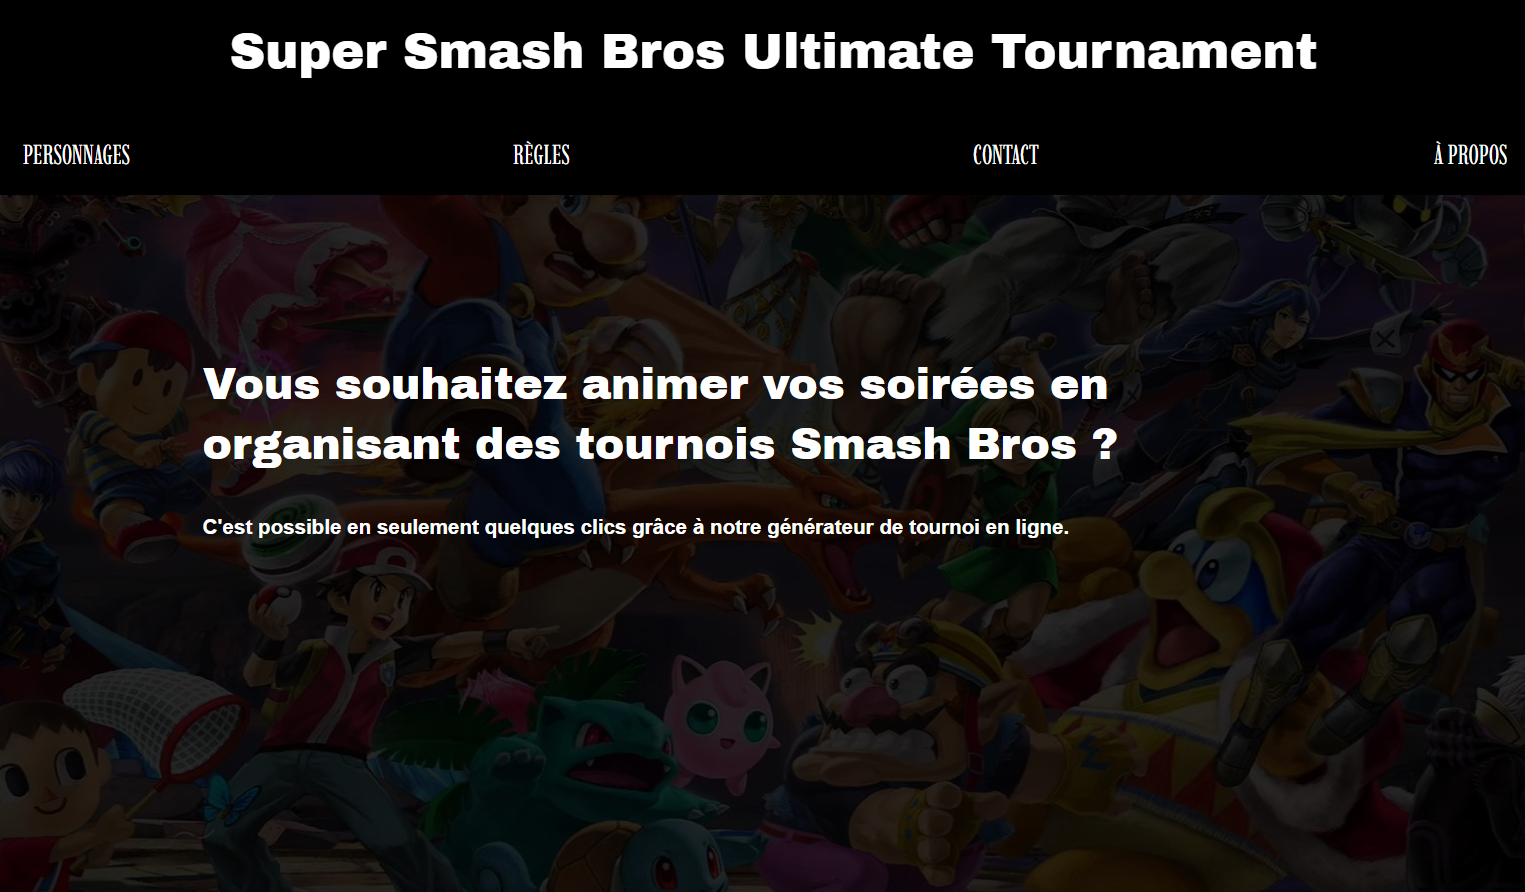 Super Smash Bros Ultimate Tournament
PERSONNAGES RÈGLES CONTACT À PROPOS
Vous souhaitez animer vos soirées en
organisant des tournois Smash Bros ?
C'est possible en seulement quelques clics grâce à notre générateur de tournoi en ligne.